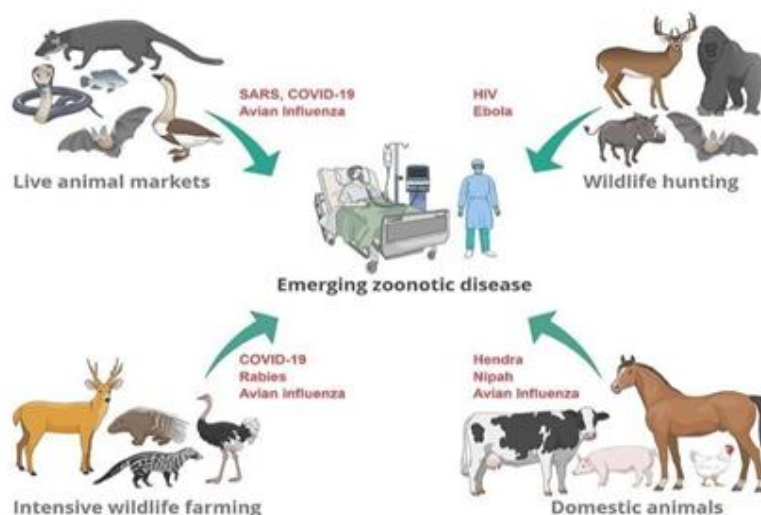 SARS, COVID-19
Avian Influenza
Live animal markets
HIV
Ebola
Wildlife hunting
Emerging zoonotic disease
COVID-19
Rabies
Avian influenza
Intensive wildlife farming
Hendra
Nipah
Avian Influenza
Domestic animals